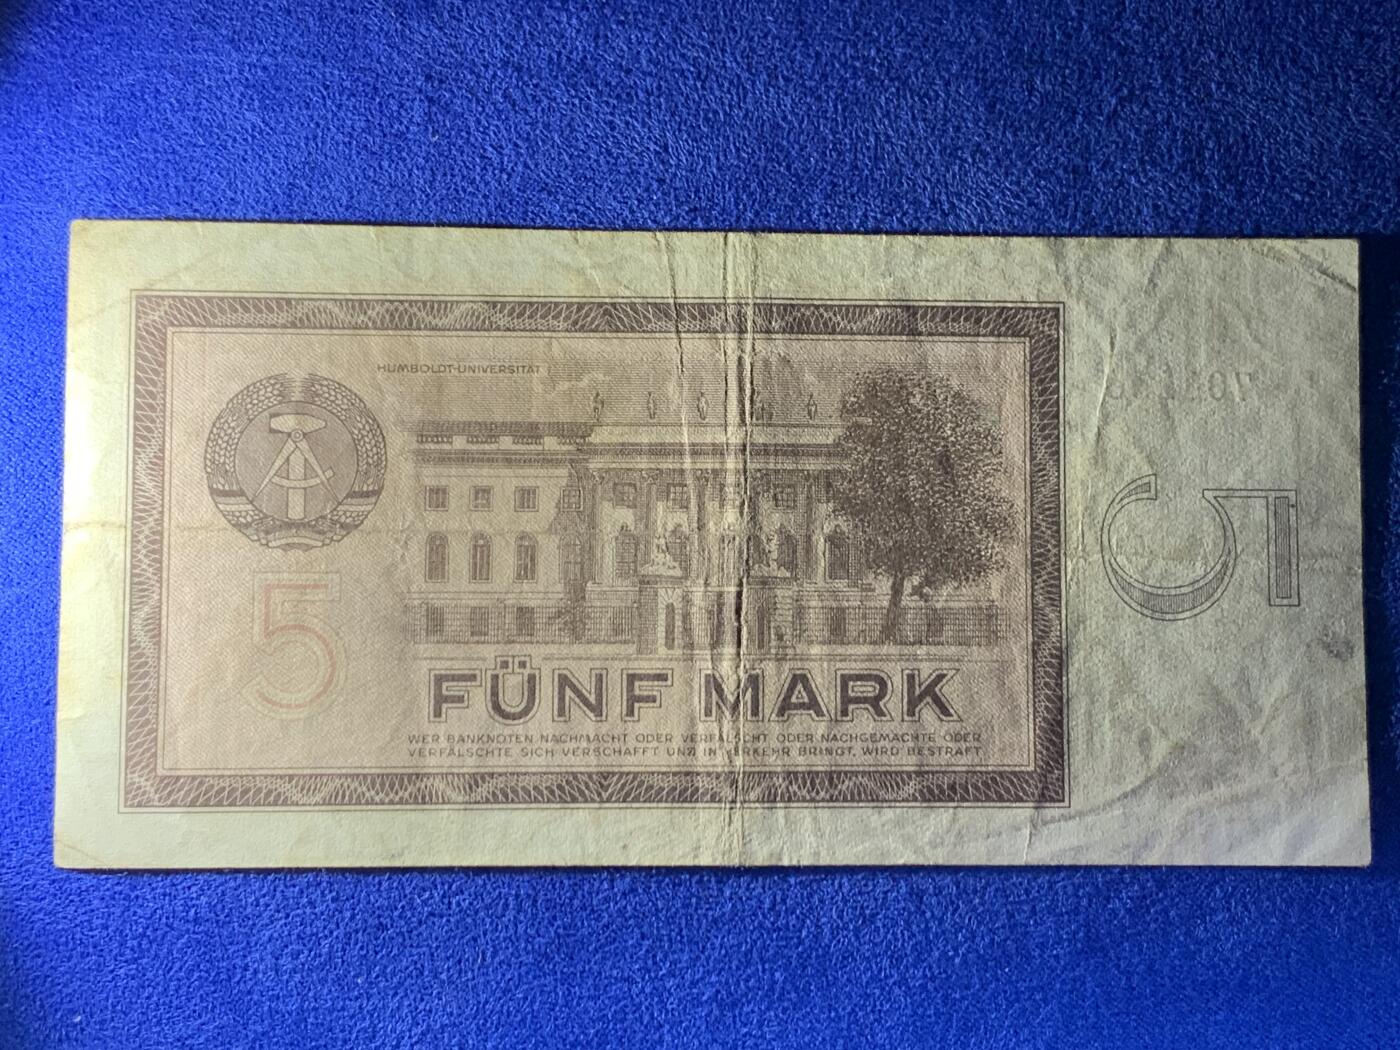 HUMBOLDT-UNIVERSITÄT
5
5
FÜNF MARK
WER BANKNOTEN NACHMACHT ODER VERFÄLSCHT ODER NACHGEMACHTE ODER
VERFÄLSCHTE SICH VERSCHAFFT UND IN VERKEHR BRINGT, WIRD BESTRAFT